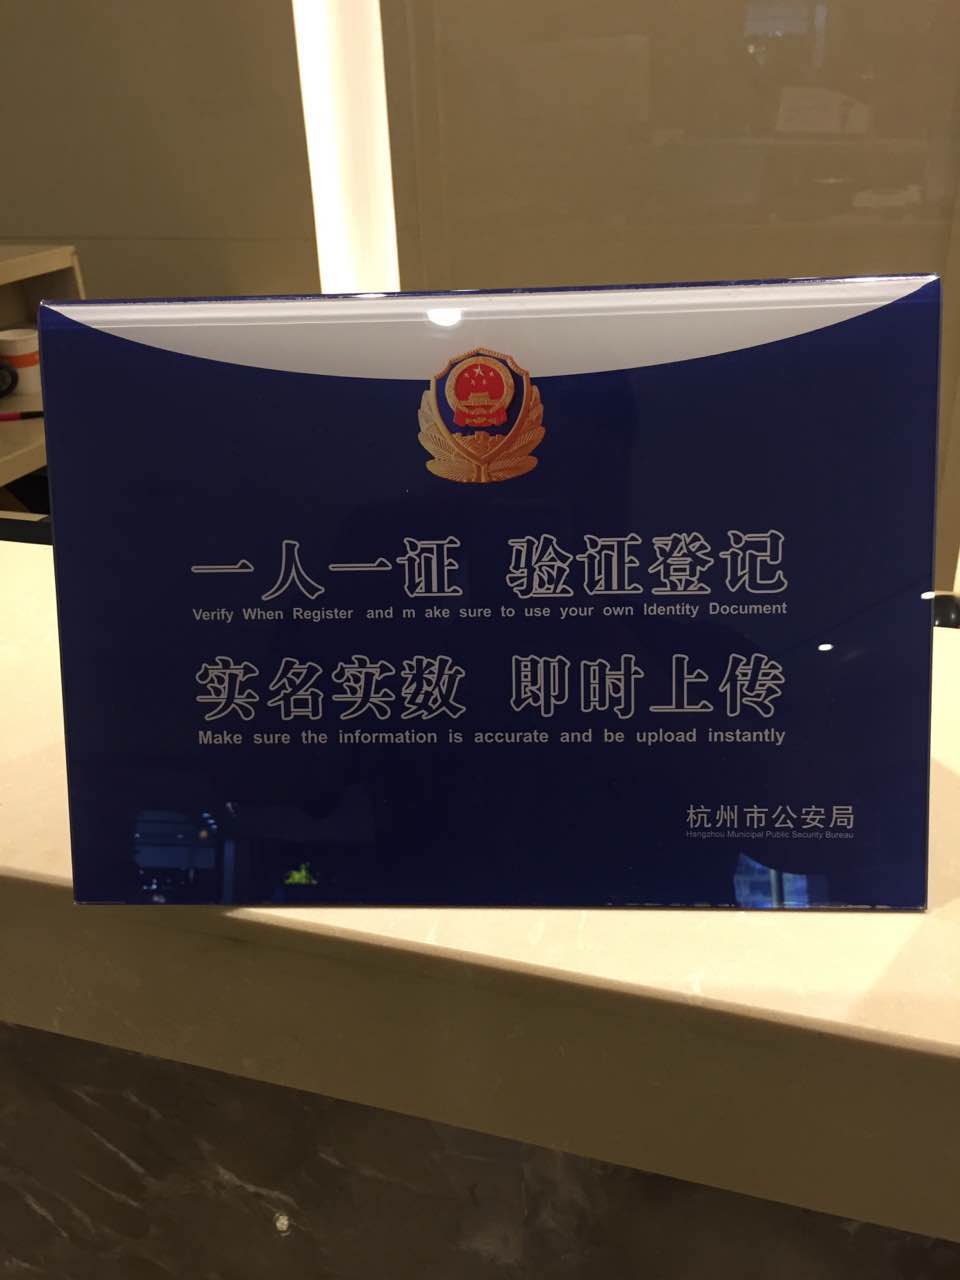 一人一证 验证登记
Verify When Register and m ake sure to use your own Identity Document
实名实数 即时上传
Make sure the information is accurate and be upload instantly
杭州市公安局
Hangzhou Municipal Public Security Bureau